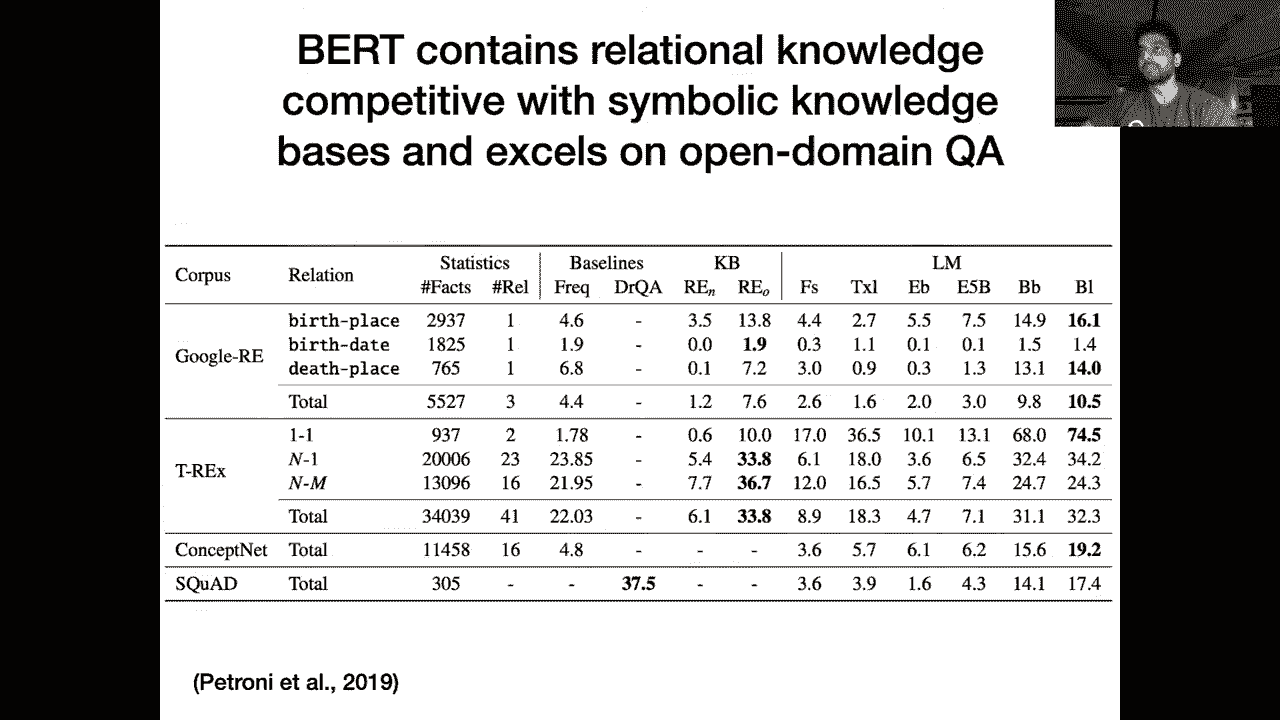 BERT contains relational knowledge
competitive with symbolic knowledge
bases and excels on open-domain QA
Corpus Relation Statistics Baselines KB LM
#Facts #Rel Freq DrQA REn REo Fs Txl Eb E5B Bb Bl
Google-RE
birth-place 2937 1 4.6 - 3.5 13.8 4.4 2.7 5.5 7.5 14.9 16.1
birth-date 1825 1 1.9 - 0.0 1.9 0.3 1.1 0.1 0.1 1.5 1.4
death-place 765 1 6.8 - 0.1 7.2 3.0 0.9 0.3 1.3 13.1 14.0
Total 5527 3 4.4 - 1.2 7.6 2.6 1.6 2.0 3.0 9.8 10.5
T-REx
1-1 937 2 1.78 - 0.6 10.0 17.0 36.5 10.1 13.1 68.0 74.5
N-1 20006 23 23.85 - 5.4 33.8 6.1 18.0 3.6 6.5 32.4 34.2
N-M 13096 16 21.95 - 7.7 36.7 12.0 16.5 5.7 7.4 24.7 24.3
Total 34039 41 22.03 - 6.1 33.8 8.9 18.3 4.7 7.1 31.1 32.3
ConceptNet Total 11458 16 4.8 - - - 3.6 5.7 6.1 6.2 15.6 19.2
SQuAD Total 305 - - 37.5 - - 3.6 3.9 1.6 4.3 14.1 17.4
(Petroni et al., 2019)